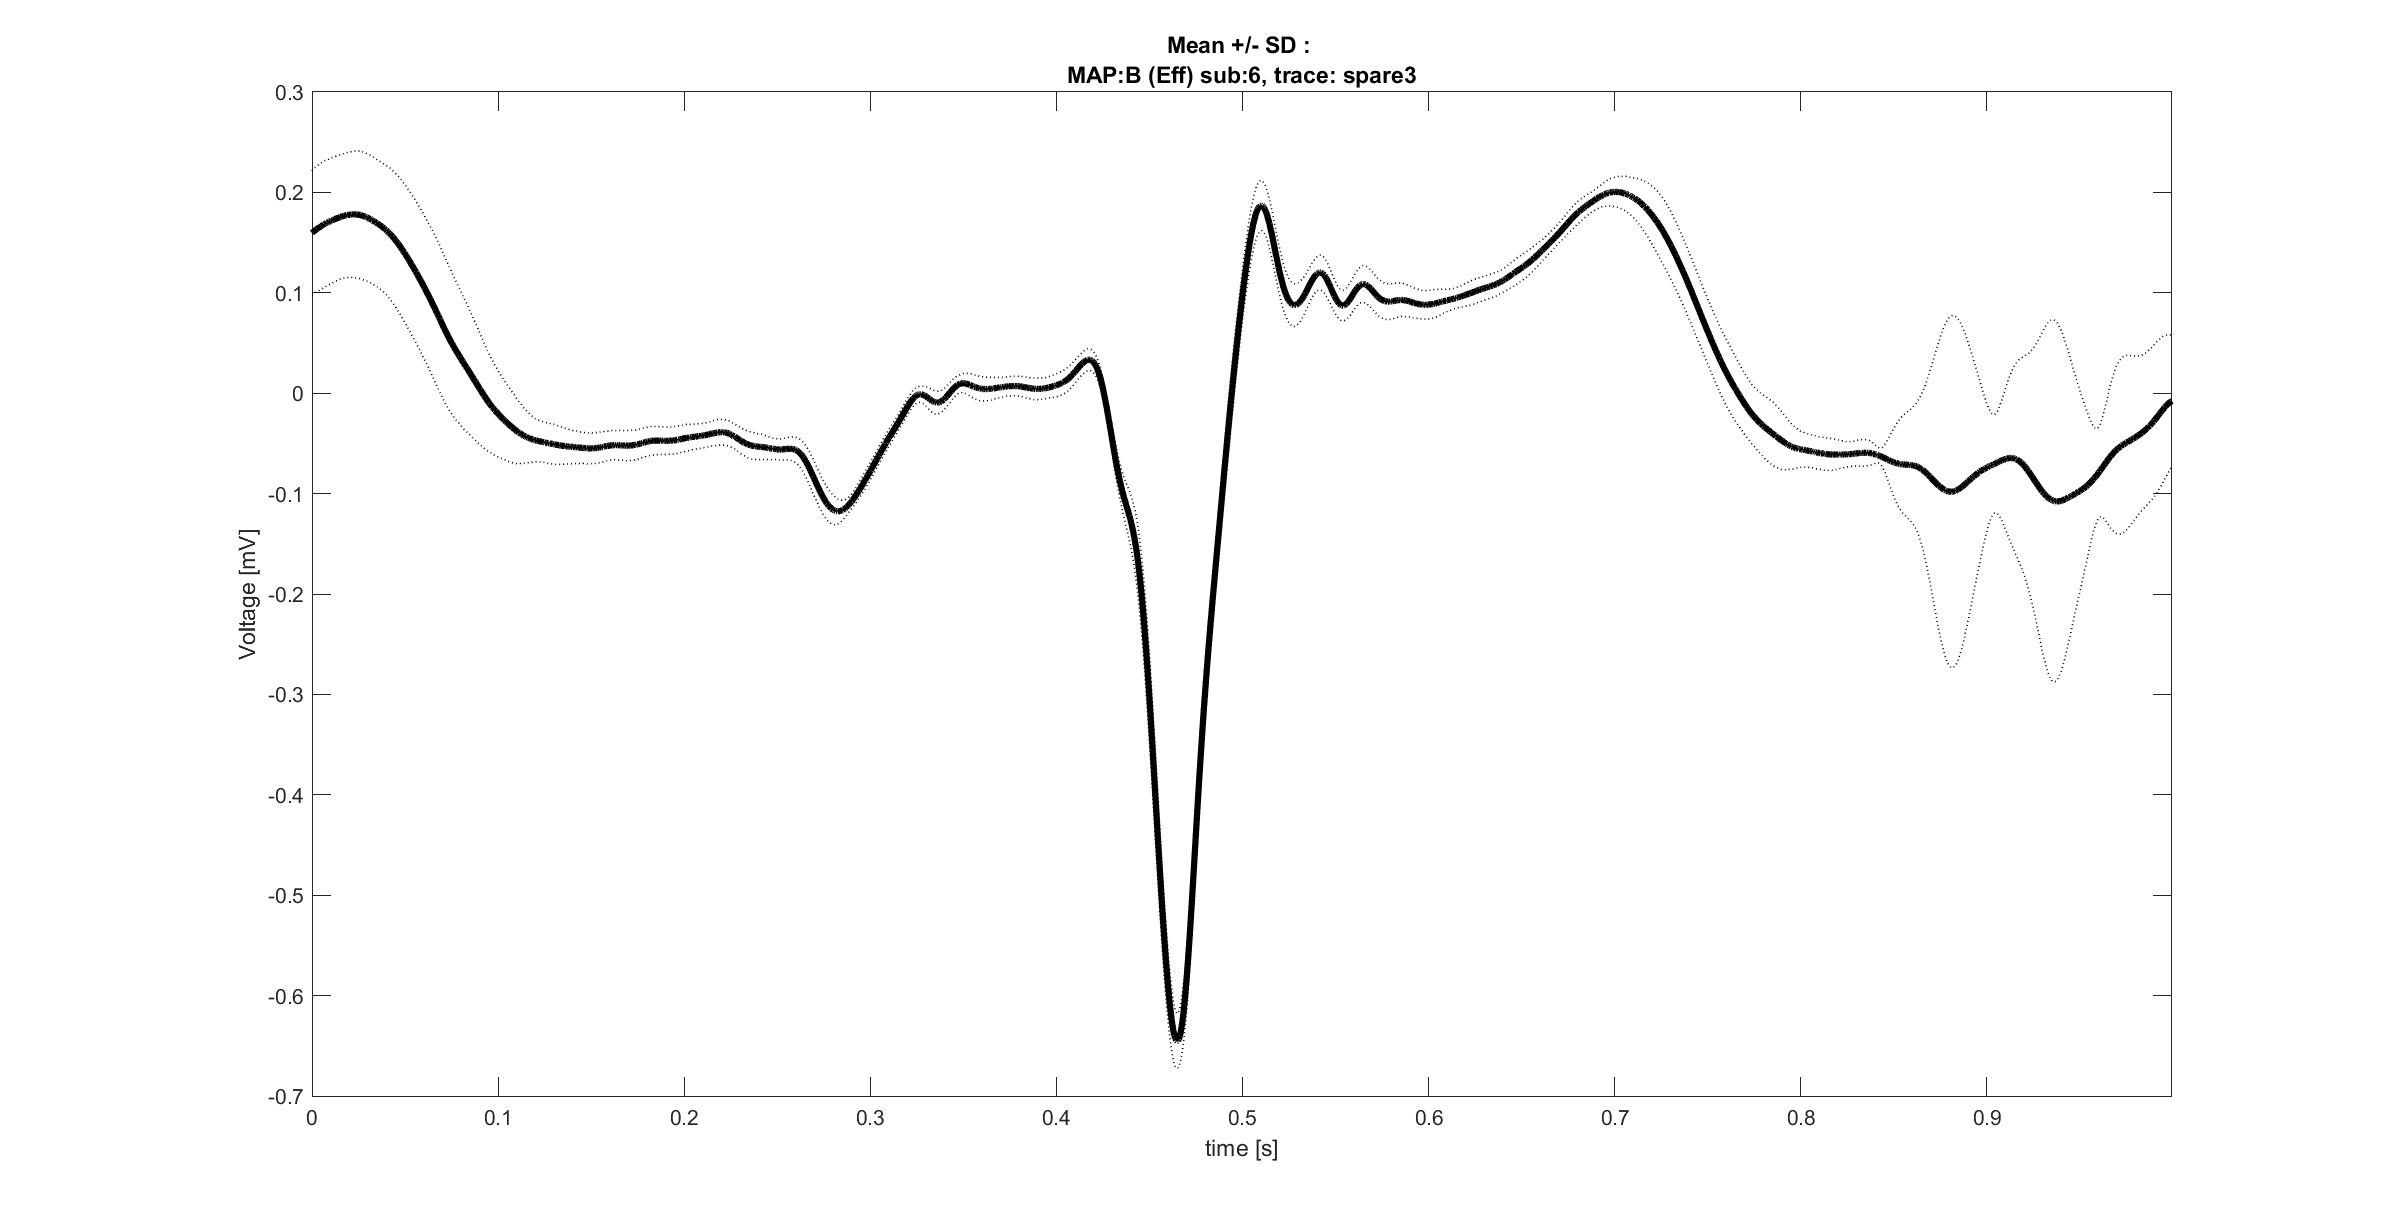 Mean +/- SD :
MAP:B (Eff) sub:6, trace: spare3
0.3
0.2
0.1
0
-0.1
-0.2
-0.3
-0.4
-0.5
-0.6
-0.7
Voltage [mV]
0 0.1 0.2 0.3 0.4 0.5 0.6 0.7 0.8 0.9
time [s]